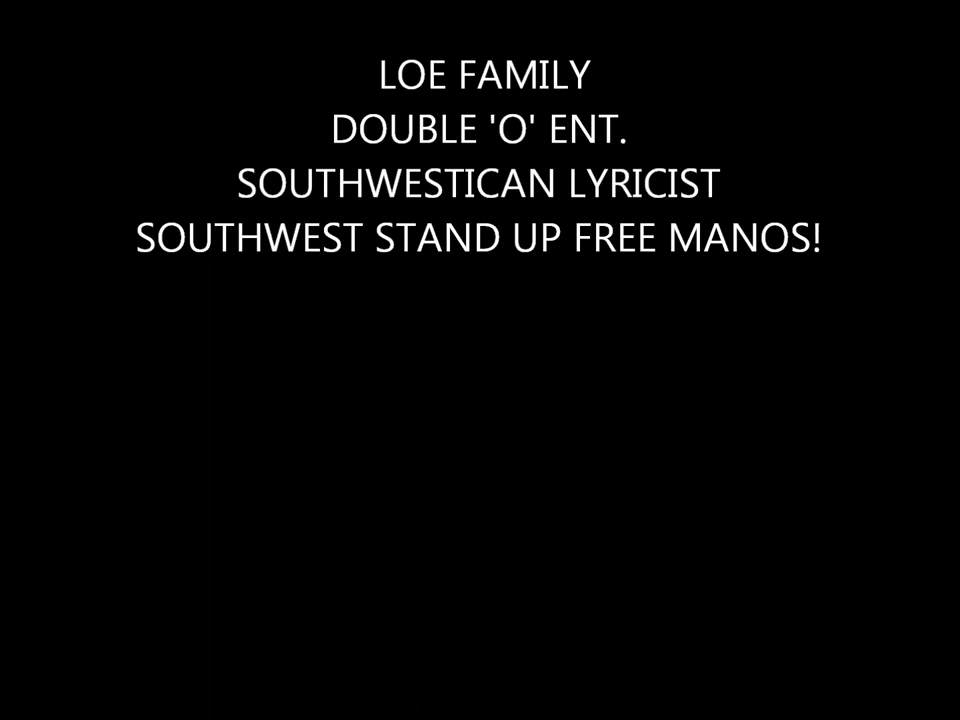 LOE FAMILY
DOUBLE 'O' ENT.
SOUTHWESTICAN LYRICIST
SOUTHWEST STAND UP FREE MANOS!